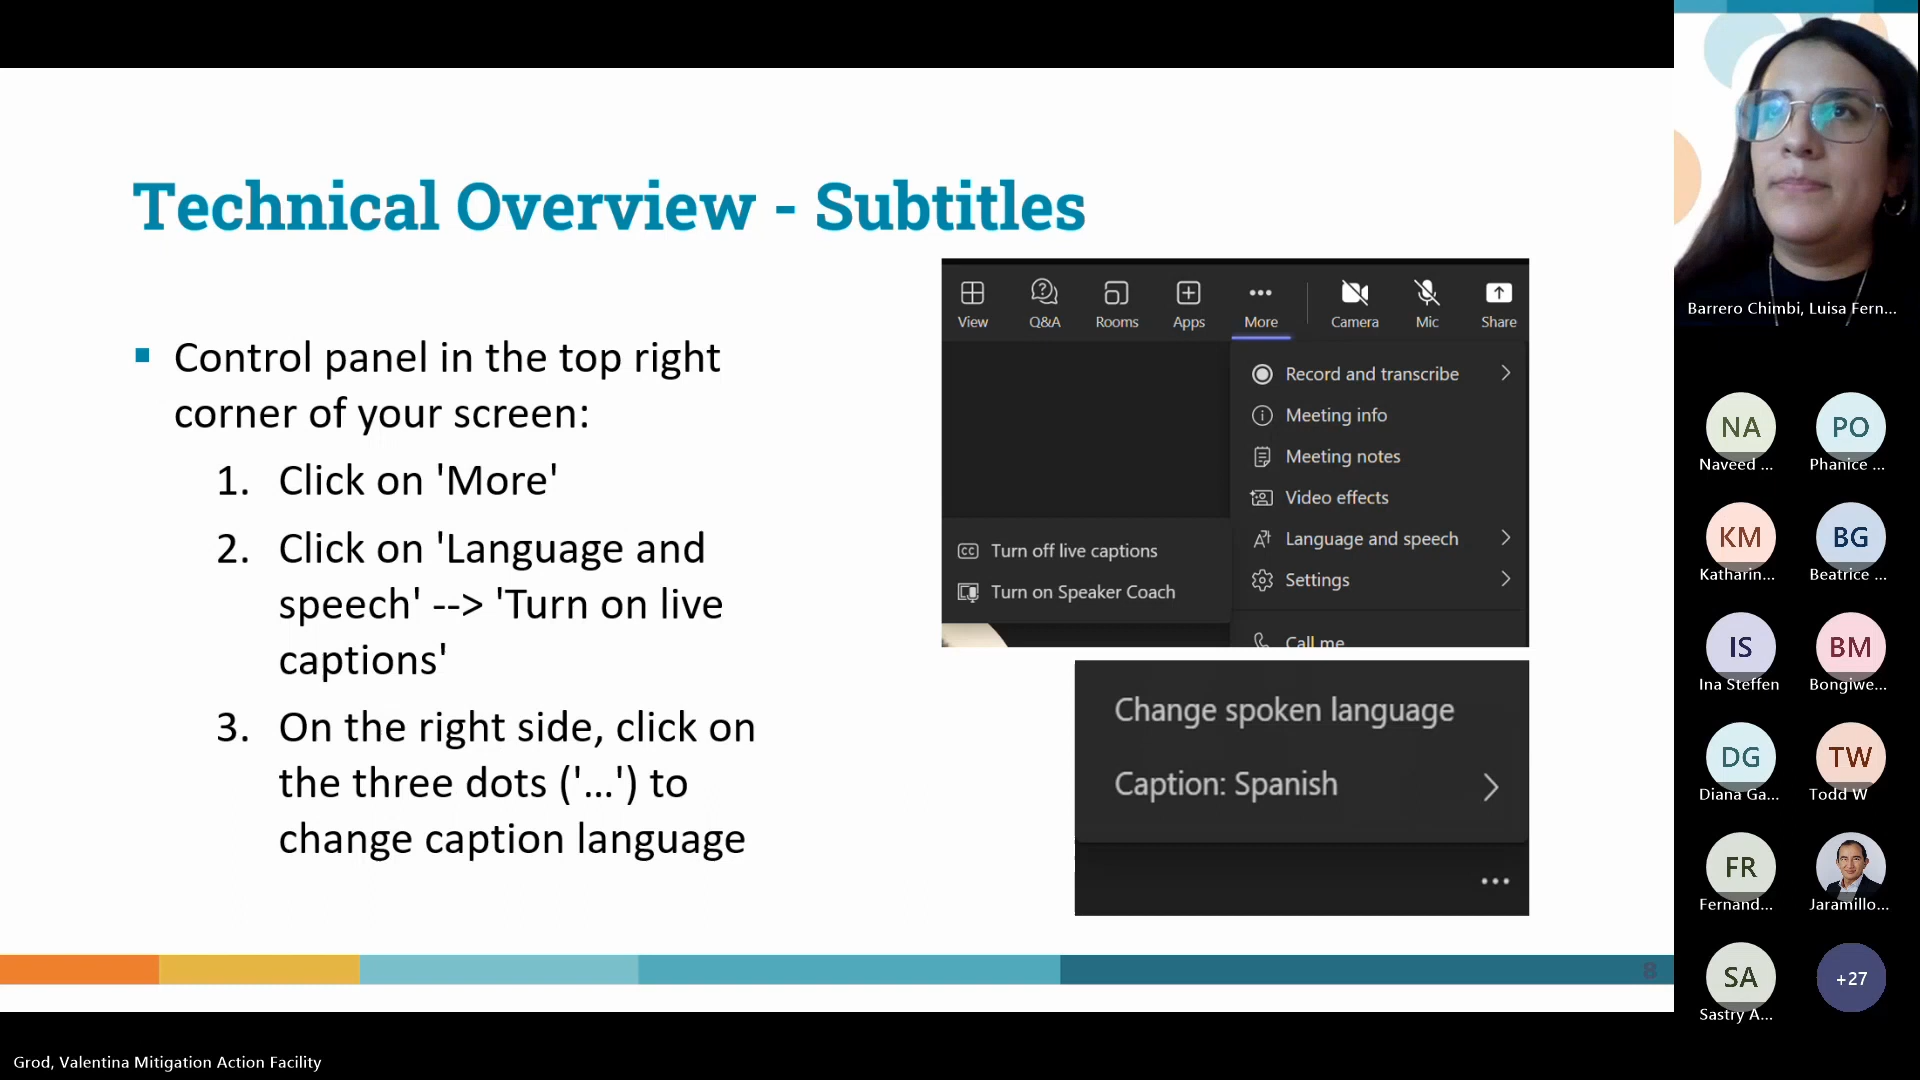 Technical Overview - Subtitles
▪ Control panel in the top right
corner of your screen:
1. Click on 'More'
2. Click on 'Language and
speech' --> 'Turn on live
captions'
3. On the right side, click on
the three dots ('...') to
change caption language
View Q&A Rooms Apps More Camera Mic Share
Record and transcribe
Meeting info
Meeting notes
Video effects
Language and speech
Settings
Call me
CC Turn off live captions
Turn on Speaker Coach
Change spoken language
Caption: Spanish
...
8
Barrero Chimbi, Luisa Fern...
NA PO
Naveed ... Phanice ...
KM BG
Katharin... Beatrice ...
IS BM
Ina Steffen Bongiwe...
DG TW
Diana Ga... Todd W
FR
Fernand... Jaramillo...
SA +27
Sastry A...
Grod, Valentina Mitigation Action Facility